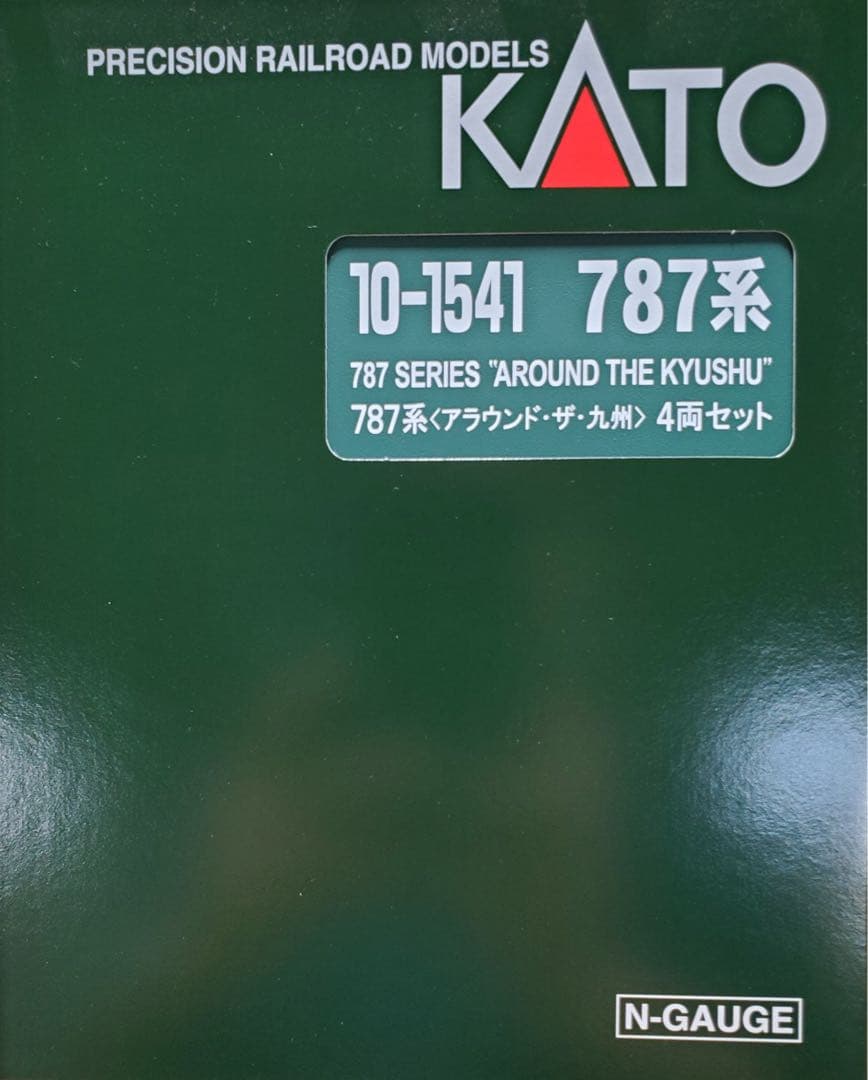 PRECISION RAILROAD MODELS
KATO
10-1541 787系
787 SERIES "AROUND THE KYUSHU"
787系〈アラウンド・ザ・九州〉 4両セット
N-GAUGE